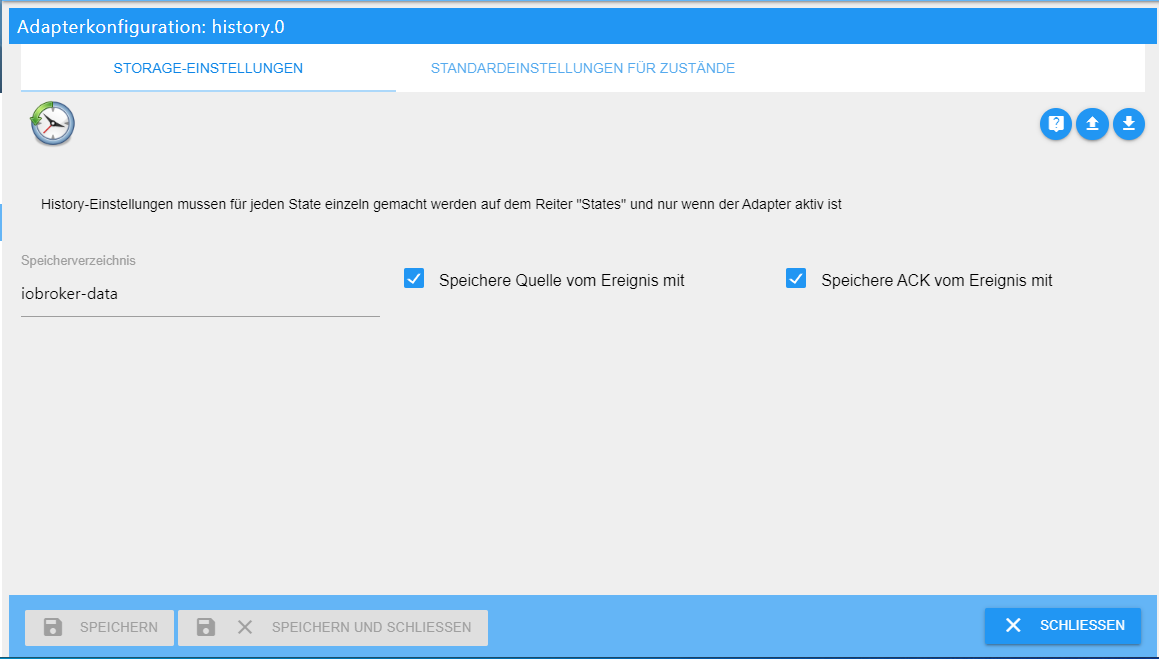 Adapterkonfiguration: history.0
STORAGE-EINSTELLUNGEN STANDARDEINSTELLUNGEN FÜR ZUSTÄNDE
History-Einstellungen mussen für jeden State einzeln gemacht werden auf dem Reiter "States" und nur wenn der Adapter aktiv ist
Speicherverzeichnis
iobroker-data
Speichere Quelle vom Ereignis mit
Speichere ACK vom Ereignis mit
SPEICHERN SPEICHERN UND SCHLIESSEN SCHLIESSEN